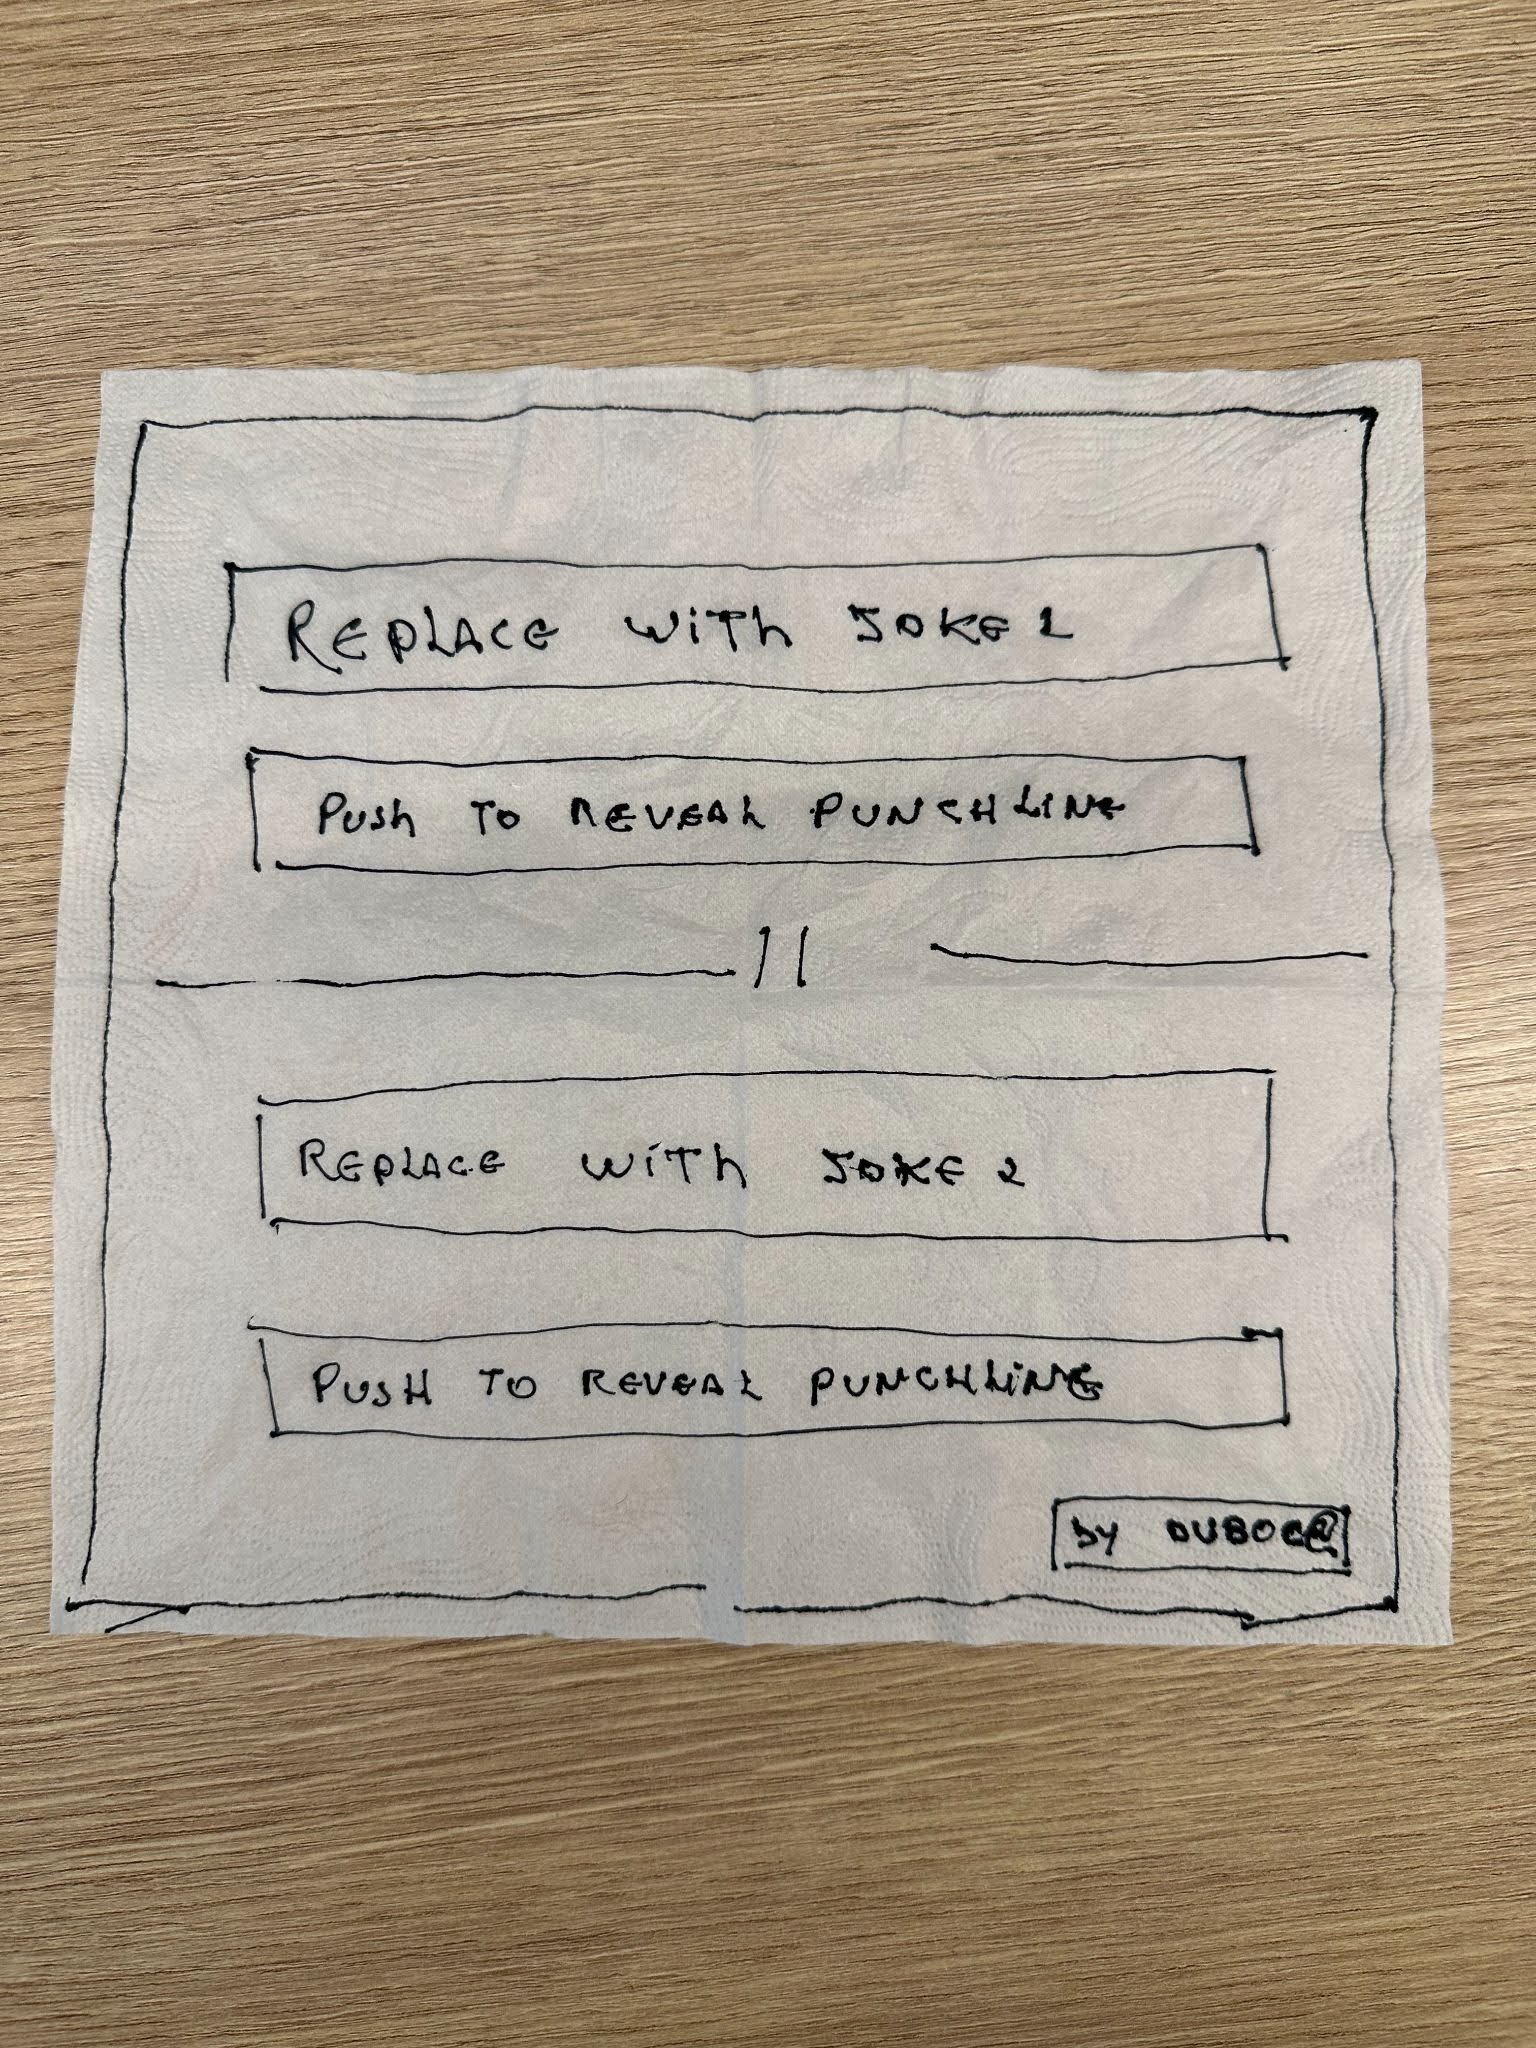 REPLACE WITH JOKE 1
PUSh TO REVEAL PUNCHLINE
//
REPLACE WITH JOKE 2
PUSH TO REVEAL PUNCHLINE
by DUBOC@